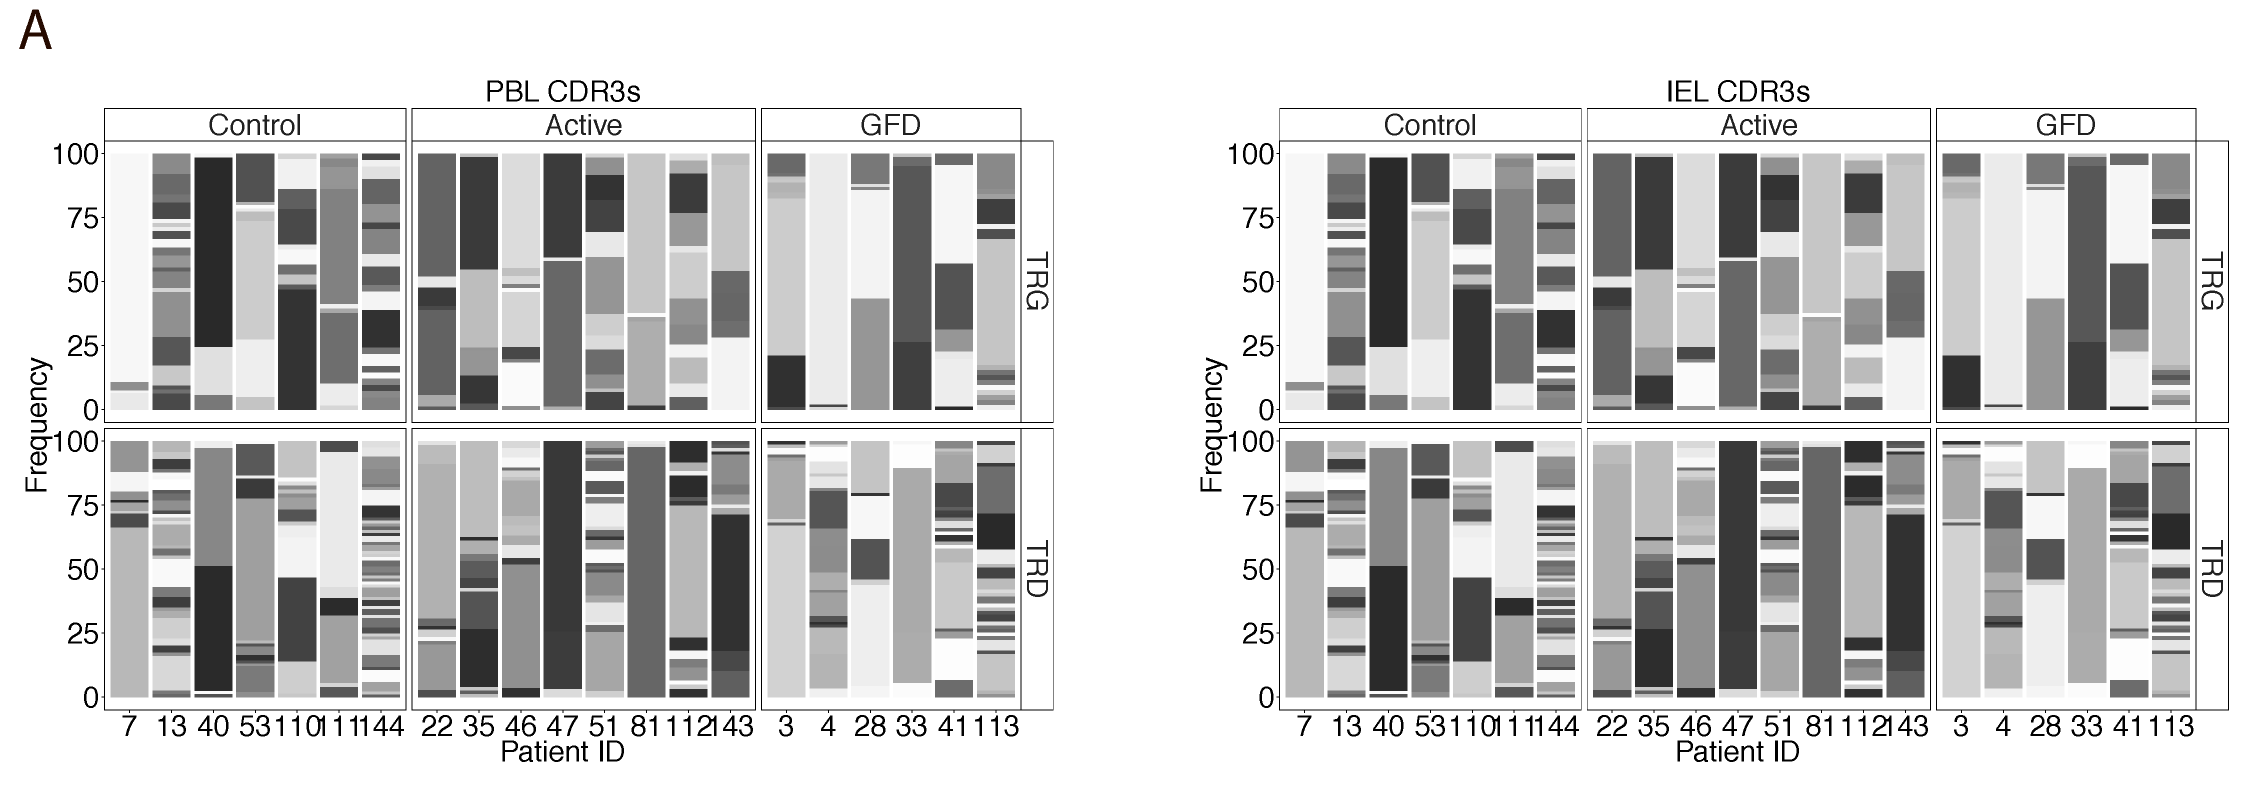 A
PBL CDR3s
Control Active GFD
100
75
50
25
0
TRG
Frequency
100
75
50
25
0
TRD
7 13 40 53 110 111 144 22 35 46 47 51 81 112 143 3 4 28 33 41 113
Patient ID
IEL CDR3s
Control Active GFD
100
75
50
25
0
TRG
Frequency
100
75
50
25
0
TRD
7 13 40 53 110 111 144 22 35 46 47 51 81 112 143 3 4 28 33 41 113
Patient ID